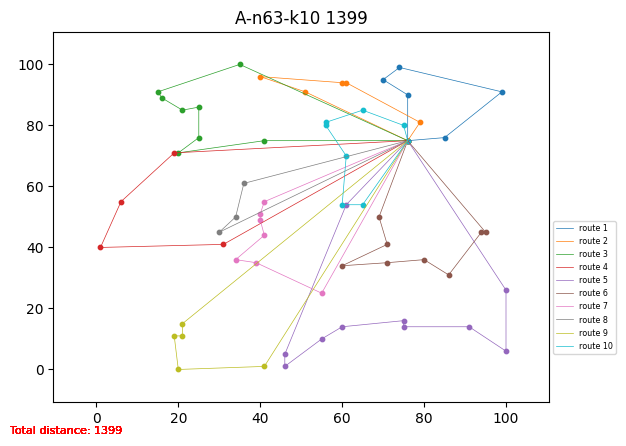 A-n63-k10 1399
100
80
60
40
20
0
0
20
40
60
80
100
route 1
route 2
route 3
route 4
route 5
route 6
route 7
route 8
route 9
route 10
Total distance: 1399